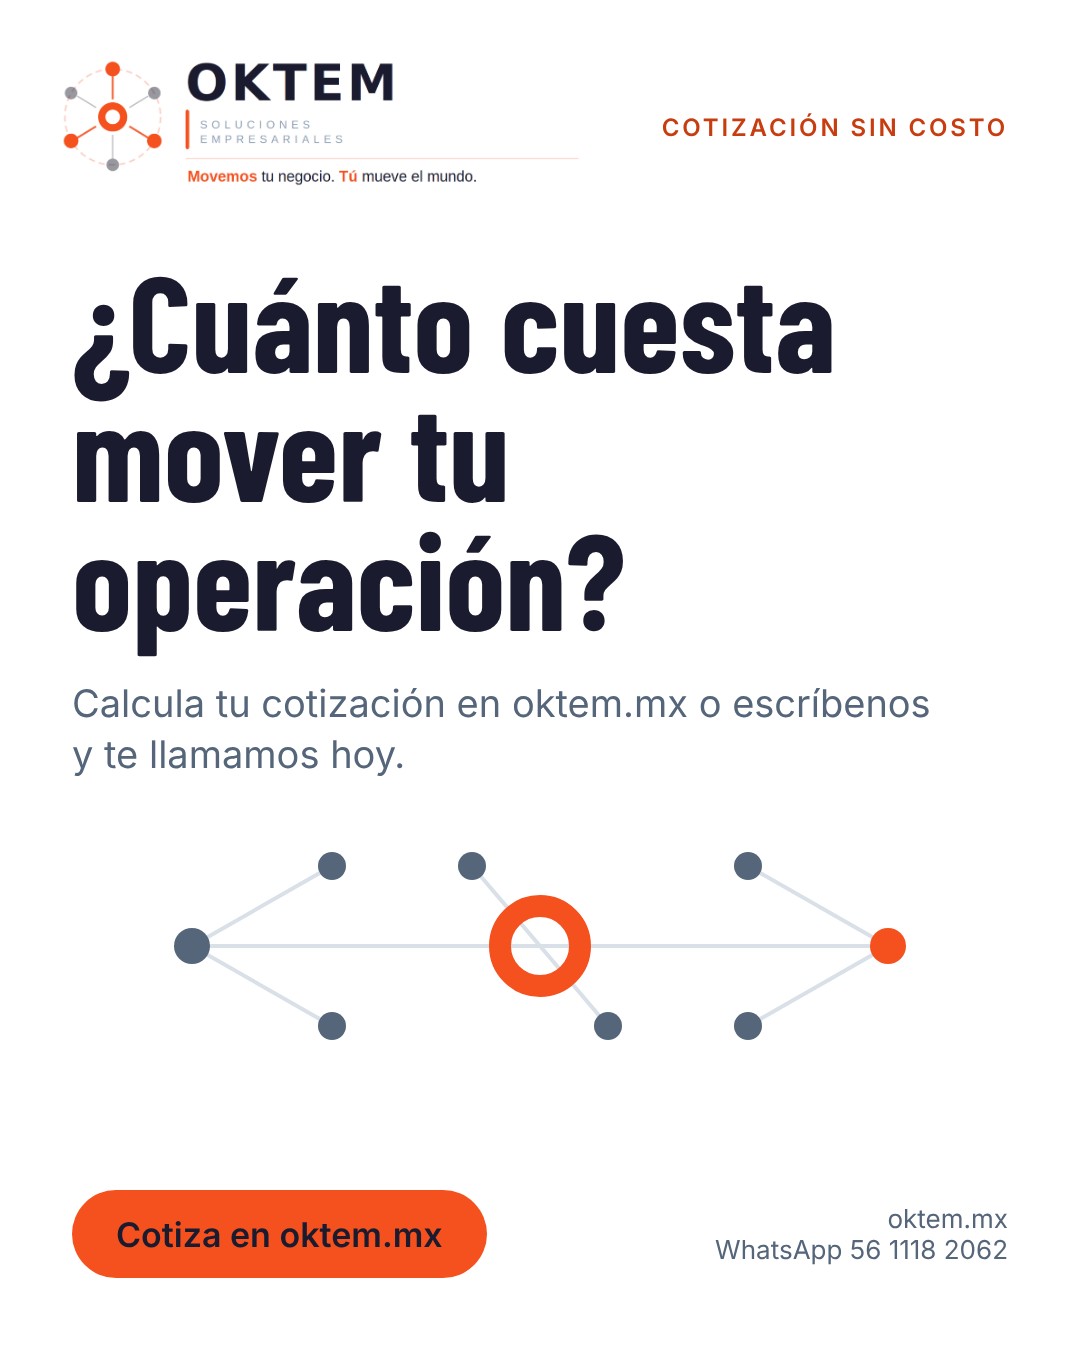 OKTEM
SOLUCIONES
EMPRESARIALES
Movemos tu negocio. Tú mueve el mundo.
COTIZACIÓN SIN COSTO
¿Cuánto cuesta
mover tu
operación?
Calcula tu cotización en oktem.mx o escríbenos
y te llamamos hoy.
Cotiza en oktem.mx
oktem.mx
WhatsApp 56 1118 2062